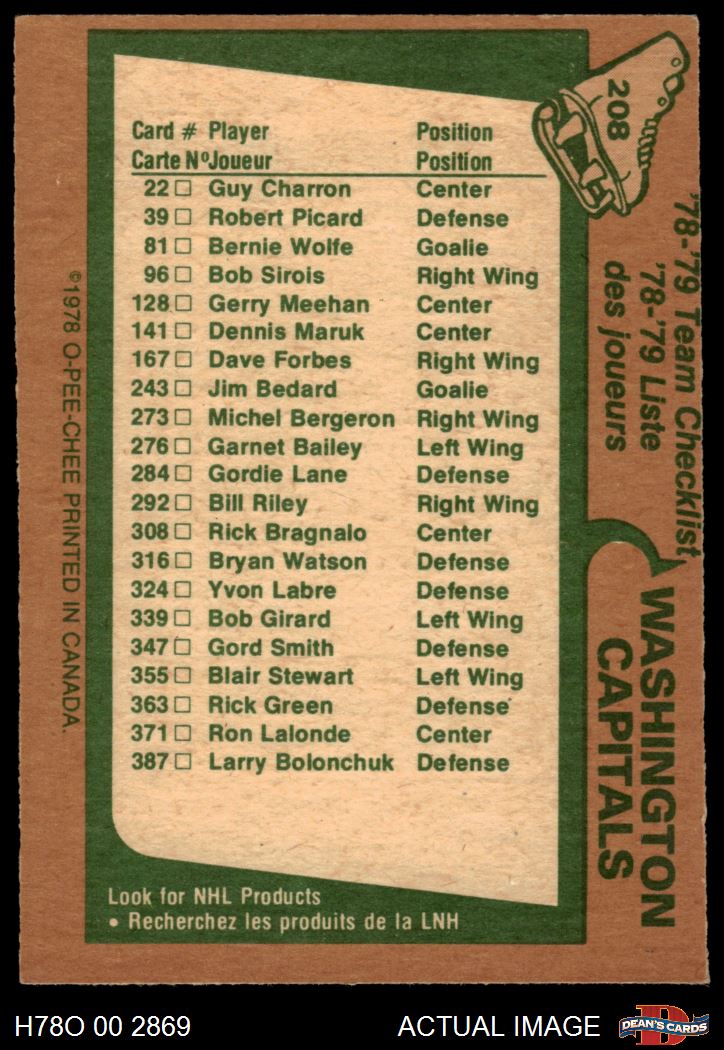 208
'78-'79 Team Checklist
'78-'79 Liste
des joueurs
WASHINGTON
CAPITALS
Card # Player Position
Carte Nº Joueur Position
22 □ Guy Charron Center
39 □ Robert Picard Defense
81 □ Bernie Wolfe Goalie
96 □ Bob Sirois Right Wing
128 □ Gerry Meehan Center
141 □ Dennis Maruk Center
167 □ Dave Forbes Right Wing
243 □ Jim Bedard Goalie
273 □ Michel Bergeron Right Wing
276 □ Garnet Bailey Left Wing
284 □ Gordie Lane Defense
292 □ Bill Riley Right Wing
308 □ Rick Bragnalo Center
316 □ Bryan Watson Defense
324 □ Yvon Labre Defense
339 □ Bob Girard Left Wing
347 □ Gord Smith Defense
355 □ Blair Stewart Left Wing
363 □ Rick Green Defense
371 □ Ron Lalonde Center
387 □ Larry Bolonchuk Defense
Look for NHL Products
• Recherchez les produits de la LNH
©1978 O-PEE-CHEE PRINTED IN CANADA.
H78O 00 2869 ACTUAL IMAGE
D
DEAN'S CARDS